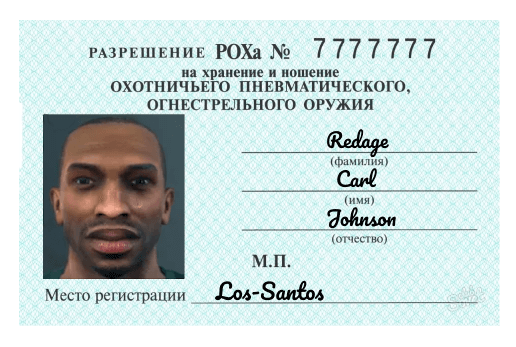 РАЗРЕШЕНИЕ РОХа № 7777777
на хранение и ношение
ОХОТНИЧЬЕГО ПНЕВМАТИЧЕСКОГО,
ОГНЕСТРЕЛЬНОГО ОРУЖИЯ
Redage
(фамилия)
Carl
(имя)
Johnson
(отчество)
М.П.
Место регистрации Los-Santos